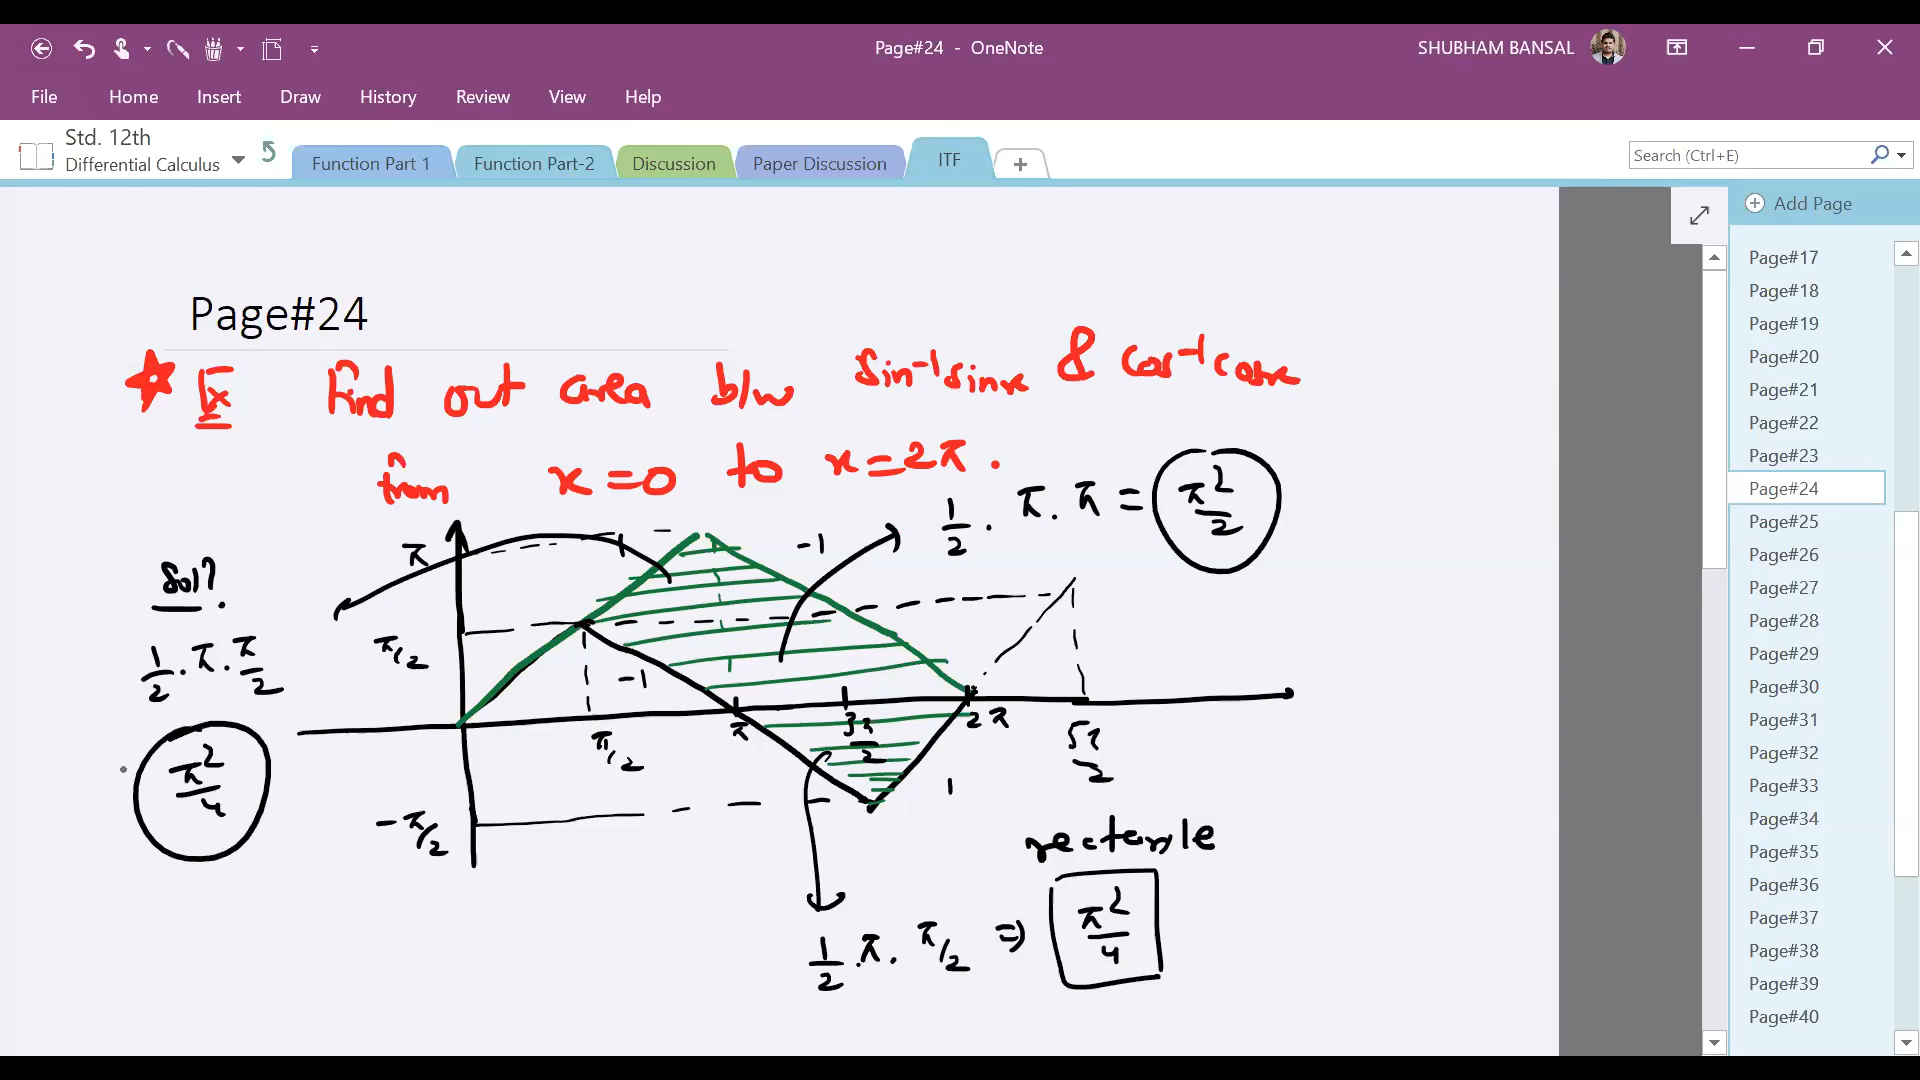 Page#24 - OneNote
SHUBHAM BANSAL
File Home Insert Draw History Review View Help
Std. 12th
Differential Calculus
Function Part 1
Function Part-2
Discussion
Paper Discussion
ITF
Search (Ctrl+E)
Add Page
Page#17
Page#18
Page#19
Page#20
Page#21
Page#22
Page#23
Page#24
Page#25
Page#26
Page#27
Page#28
Page#29
Page#30
Page#31
Page#32
Page#33
Page#34
Page#35
Page#36
Page#37
Page#38
Page#39
Page#40
Page#24
Ex Find out area b/w sin⁻¹sinx & cos⁻¹cosx
from x=0 to x=2π.
1/2 · π · π = π²/2
Solⁿ.
1/2 · π · π/2
π²/4
π
π/2
-π/2
1
-1
-1
1
π/2
π
3π/2
2π
5π/2
rectangle
1/2 · π · π/2 ⇒ π²/4